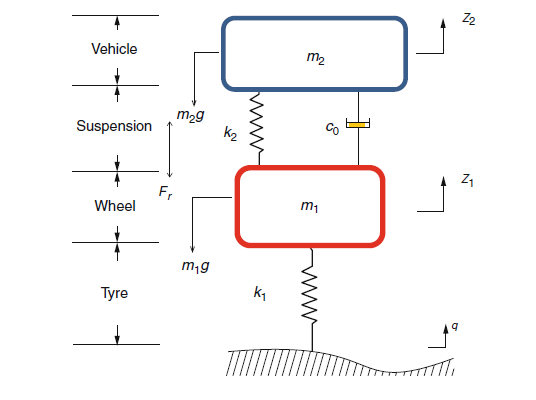 Z2
Vehicle
m2
m2g
Suspension
k2
c0
Fr
Z1
Wheel
m1
m1g
Tyre
k1
q